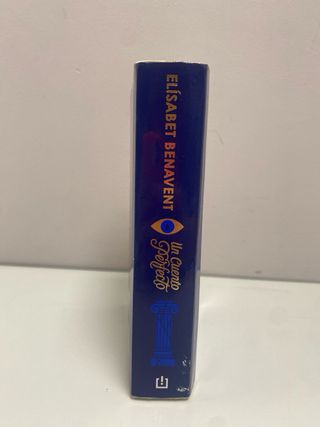 ELÍSABET BENAVENT
Un Cuento
Perfecto